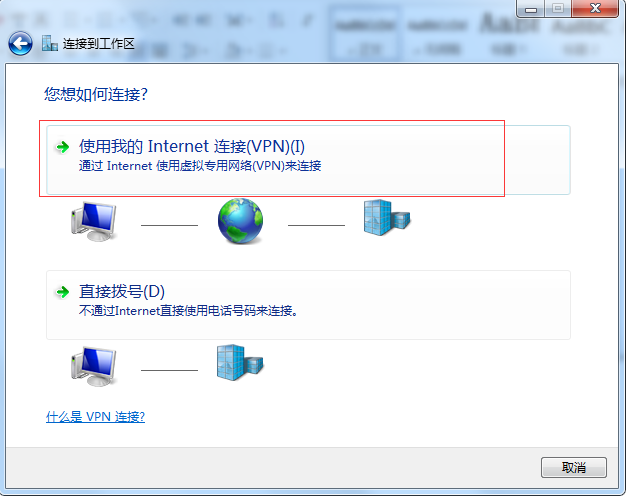 连接到工作区
您想如何连接?
使用我的 Internet 连接(VPN)(I)
通过 Internet 使用虚拟专用网络(VPN)来连接
直接拨号(D)
不通过Internet直接使用电话号码来连接。
什么是 VPN 连接?
取消